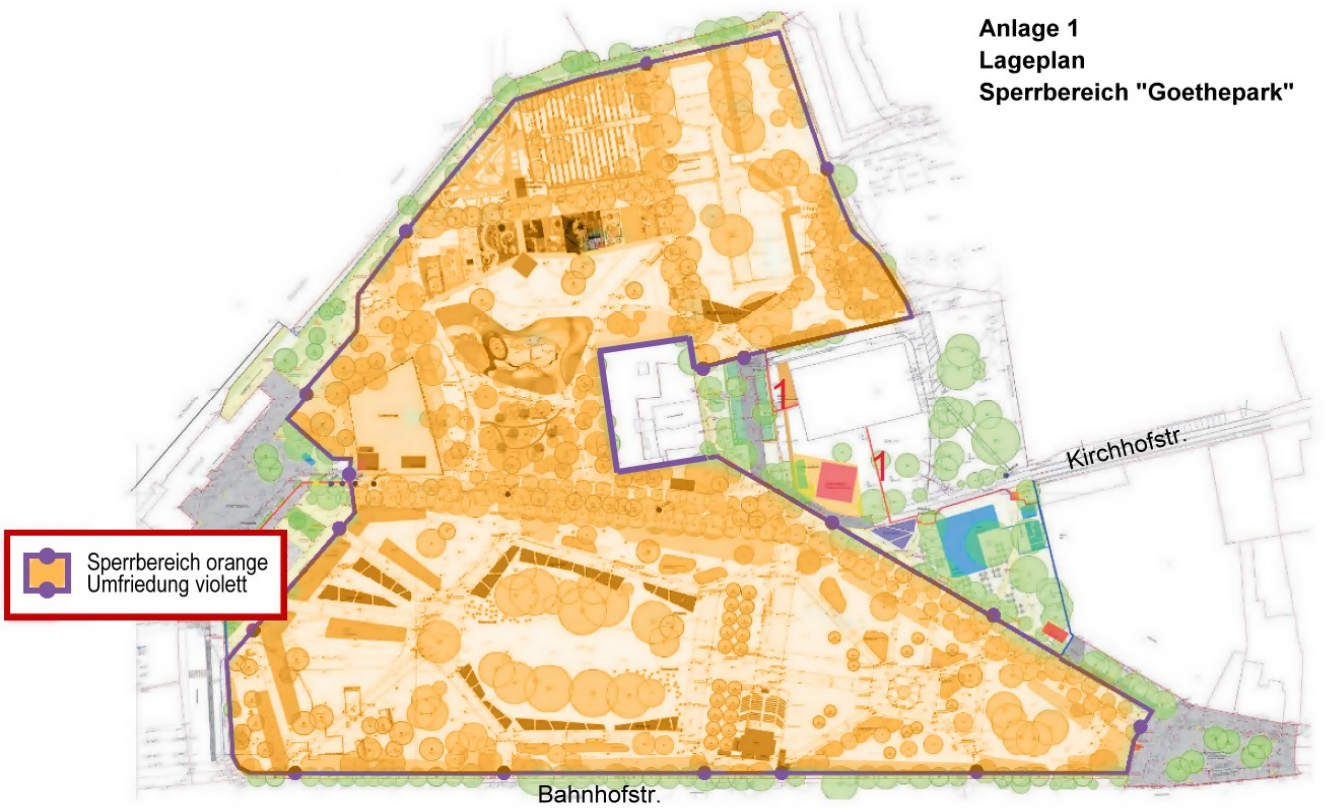 Anlage 1
Lageplan
Sperrbereich "Goethepark"
1
1
Kirchhofstr.
Sperrbereich orange
Umfriedung violett
Bahnhofstr.